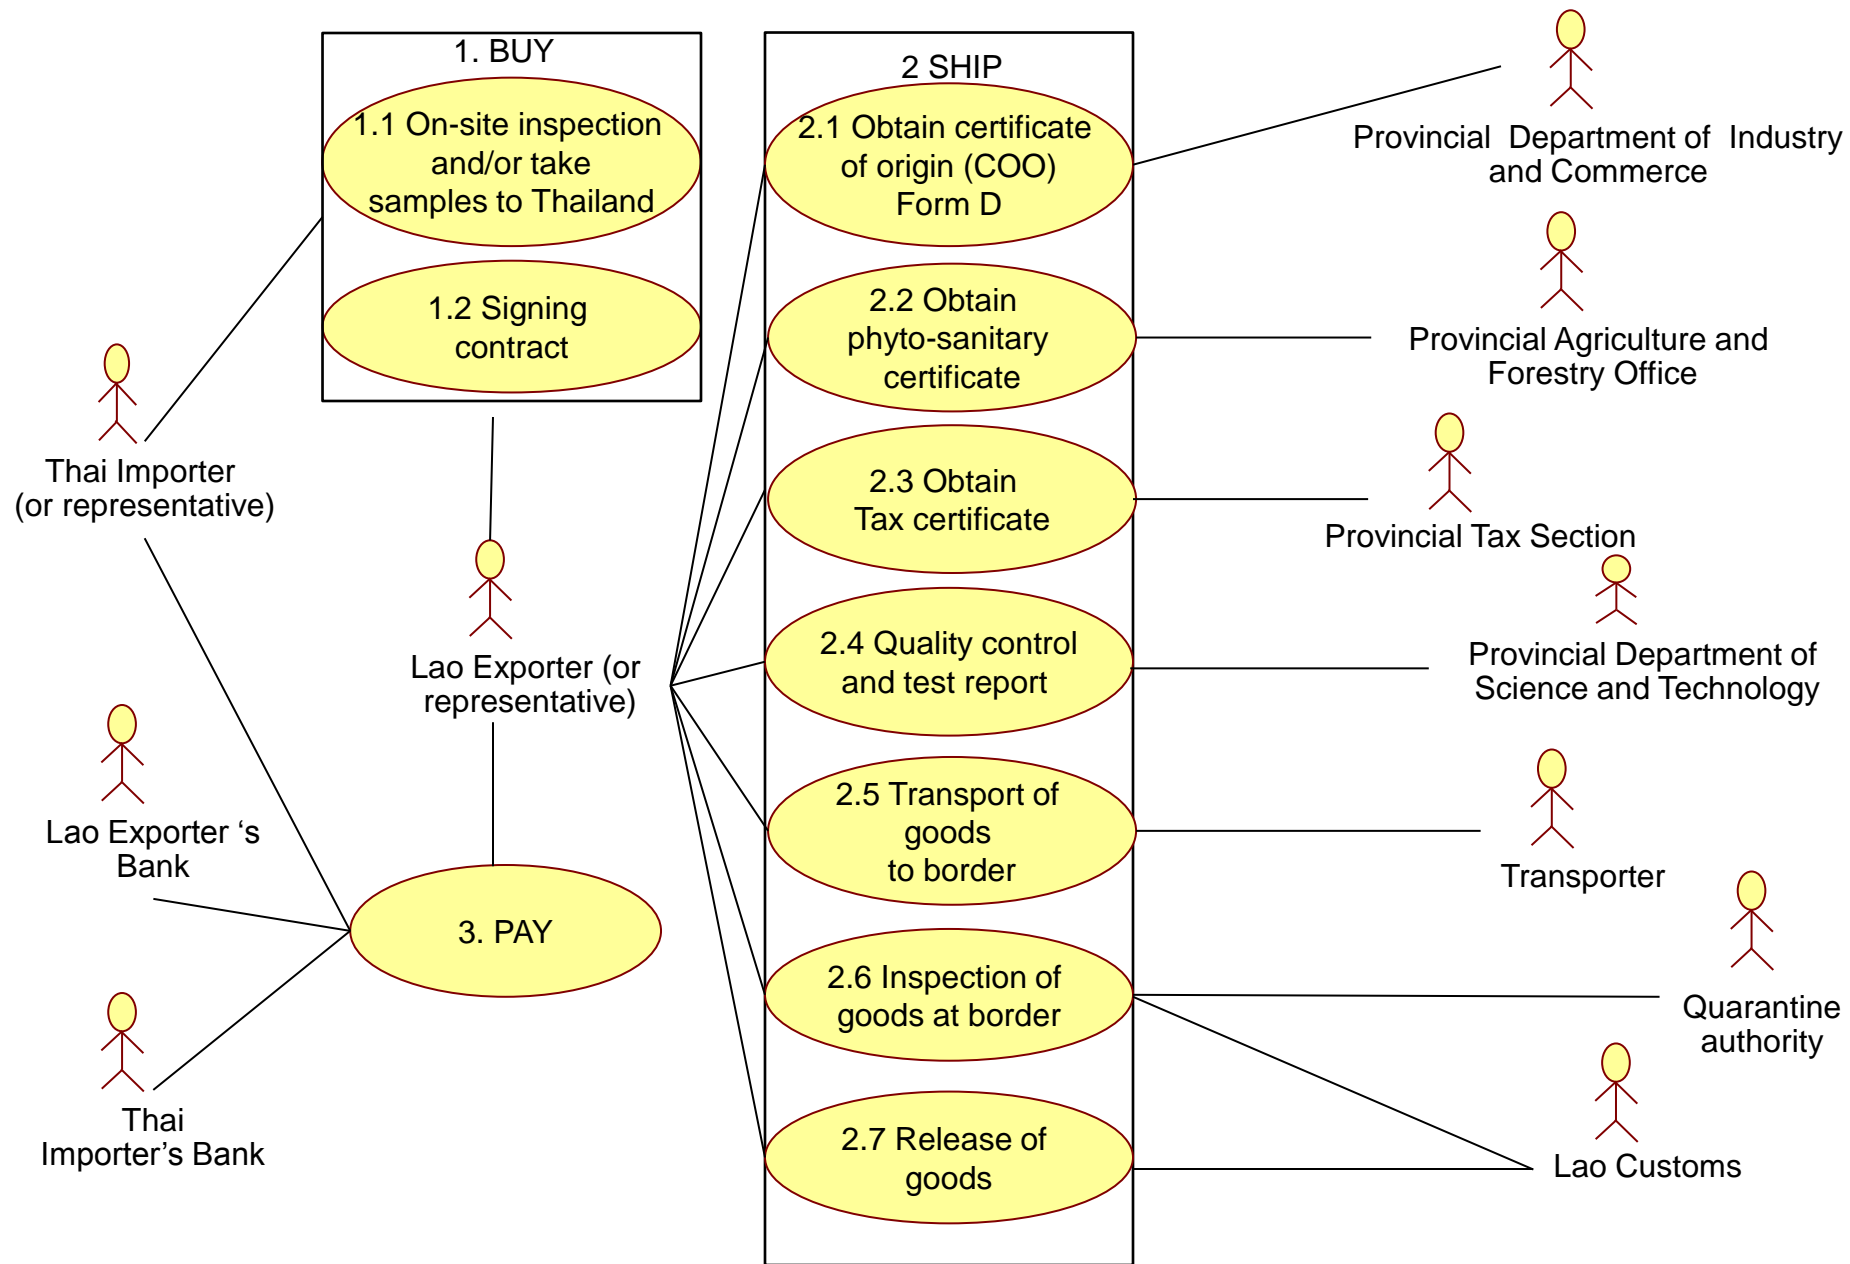 1. BUY
1.1 On-site inspection
and/or take
samples to Thailand
1.2 Signing
contract
Thai Importer
(or representative)
Lao Exporter (or
representative)
Lao Exporter ‘s
Bank
Thai
Importer’s Bank
3. PAY
2 SHIP
2.1 Obtain certificate
of origin (COO)
Form D
2.2 Obtain
phyto-sanitary
certificate
2.3 Obtain
Tax certificate
2.4 Quality control
and test report
2.5 Transport of
goods
to border
2.6 Inspection of
goods at border
2.7 Release of
goods
Provincial  Department of  Industry
and Commerce
Provincial Agriculture and
Forestry Office
Provincial Tax Section
Provincial Department of
Science and Technology
Transporter
Quarantine
authority
Lao Customs